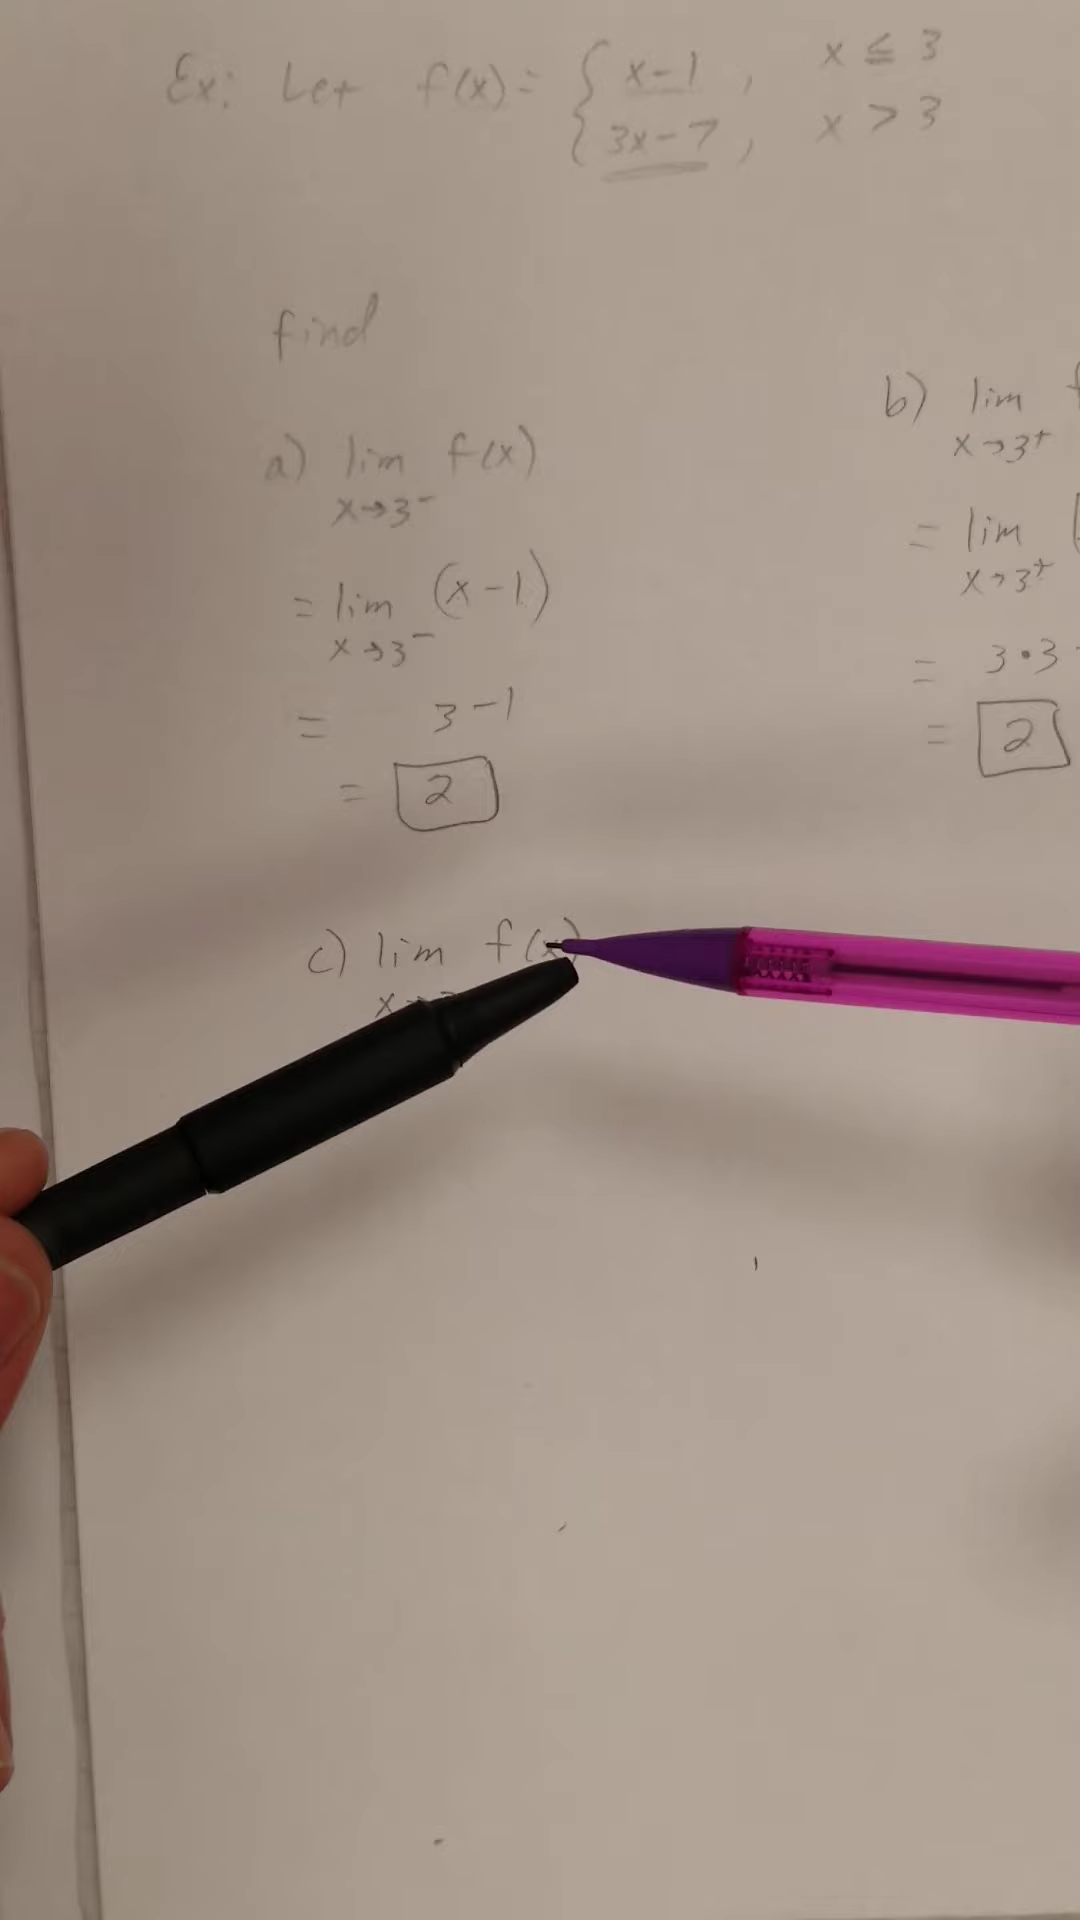 Ex: Let f(x) = { x-1 , x ≤ 3
3x-7 , x > 3
find
a) lim f(x)
x→3⁻
= lim (x-1)
x→3⁻
= 3-1
= 2
b) lim
x→3⁺
= lim
x→3⁺
= 3·3
= 2
c) lim f(x)
x→